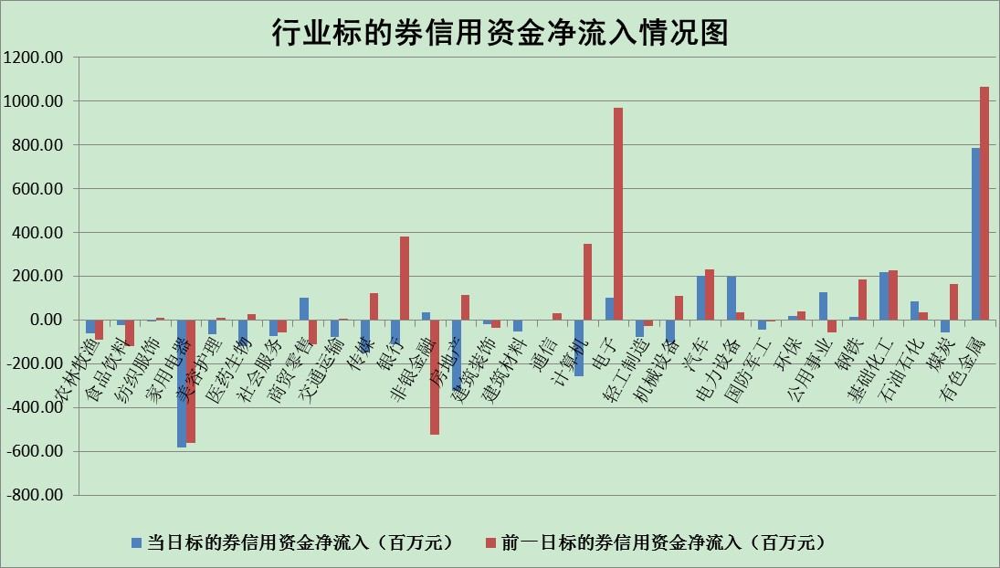 行业标的券信用资金净流入情况图
1200.00
1000.00
800.00
600.00
400.00
200.00
0.00
-200.00
-400.00
-600.00
-800.00
农林牧渔
食品饮料
纺织服饰
家用电器
美容护理
医药生物
社会服务
商贸零售
交通运输
传媒
银行
非银金融
房地产
建筑装饰
建筑材料
通信
计算机
电子
轻工制造
机械设备
汽车
电力设备
国防军工
环保
公用事业
钢铁
基础化工
石油石化
煤炭
有色金属
当日标的券信用资金净流入（百万元）
前一日标的券信用资金净流入（百万元）